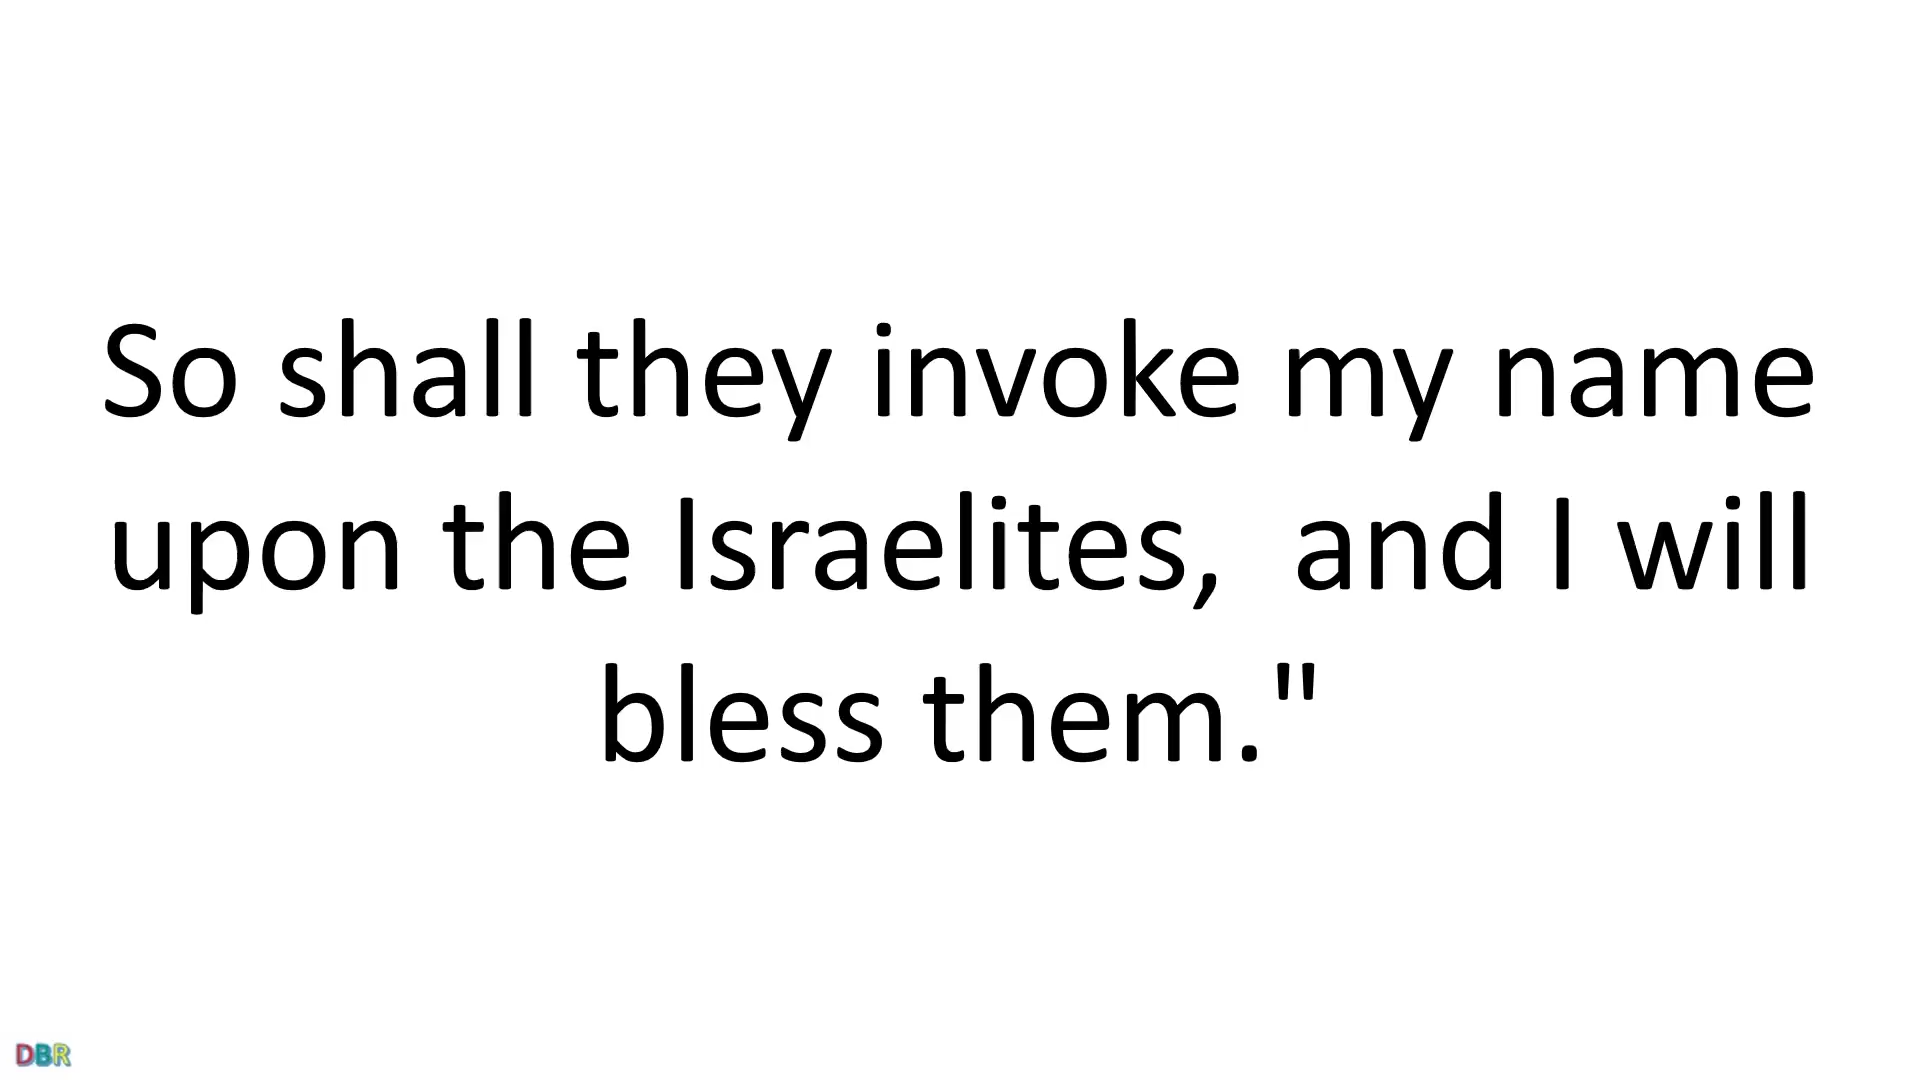 So shall they invoke my name
upon the Israelites,  and I will
bless them."
DBR